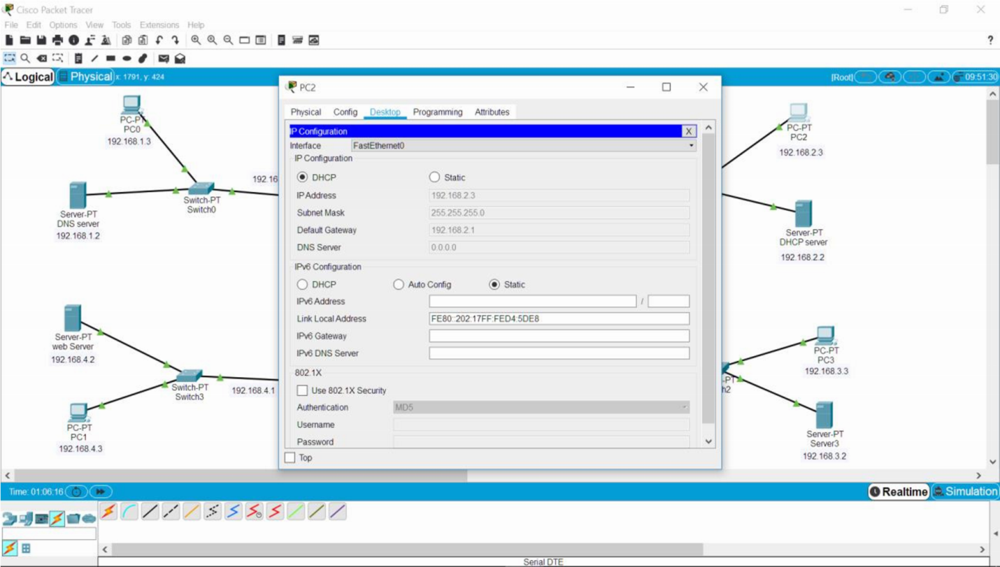 Cisco Packet Tracer
File Edit Options View Tools Extensions Help
?
Logical Physical x: 1791, y: 424
[Root] 09:51:30
PC-PT
PC0
192.168.1.3
Server-PT
DNS server
192.168.1.2
Switch-PT
Switch0
192.16
Server-PT
web Server
192.168.4.2
Switch-PT
Switch3
192.168.4.1
PC-PT
PC1
192.168.4.3
PC2
Physical Config Desktop Programming Attributes
IP Configuration X
Interface FastEthernet0
IP Configuration
DHCP Static
IP Address 192.168.2.3
Subnet Mask 255.255.255.0
Default Gateway 192.168.2.1
DNS Server 0.0.0.0
IPv6 Configuration
DHCP Auto Config Static
IPv6 Address /
Link Local Address FE80::202:17FF:FED4:5DE8
IPv6 Gateway
IPv6 DNS Server
802.1X
Use 802.1X Security
Authentication MD5
Username
Password
Top
PC-PT
PC2
192.168.2.3
Server-PT
DHCP server
192.168.2.2
PC-PT
PC3
192.168.3.3
-PT
h2
Server-PT
Server3
192.168.3.2
Time: 01:06:16
Realtime Simulation
Serial DTE